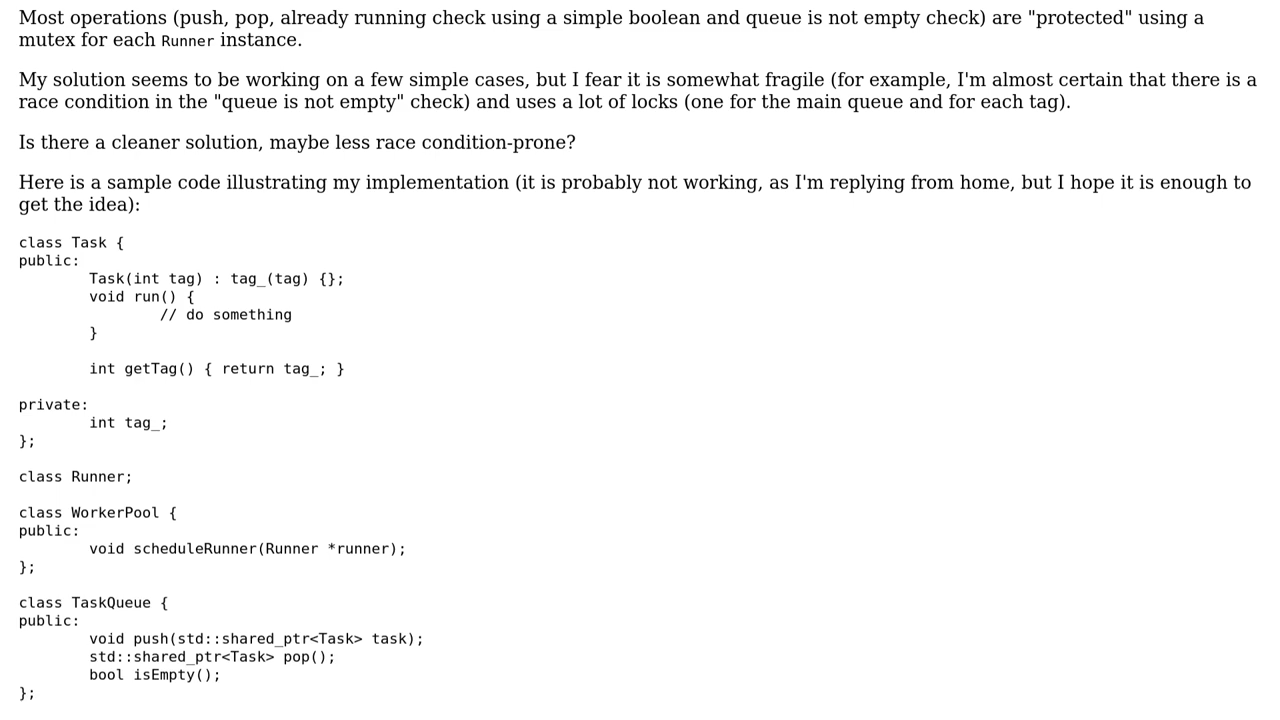 Most operations (push, pop, already running check using a simple boolean and queue is not empty check) are "protected" using a
mutex for each Runner instance.
My solution seems to be working on a few simple cases, but I fear it is somewhat fragile (for example, I'm almost certain that there is a
race condition in the "queue is not empty" check) and uses a lot of locks (one for the main queue and for each tag).
Is there a cleaner solution, maybe less race condition-prone?
Here is a sample code illustrating my implementation (it is probably not working, as I'm replying from home, but I hope it is enough to
get the idea):
class Task {
public:
        Task(int tag) : tag_(tag) {};
        void run() {
                // do something
        }
        int getTag() { return tag_; }
private:
        int tag_;
};
class Runner;
class WorkerPool {
public:
        void scheduleRunner(Runner *runner);
};
class TaskQueue {
public:
        void push(std::shared_ptr<Task> task);
        std::shared_ptr<Task> pop();
        bool isEmpty();
};